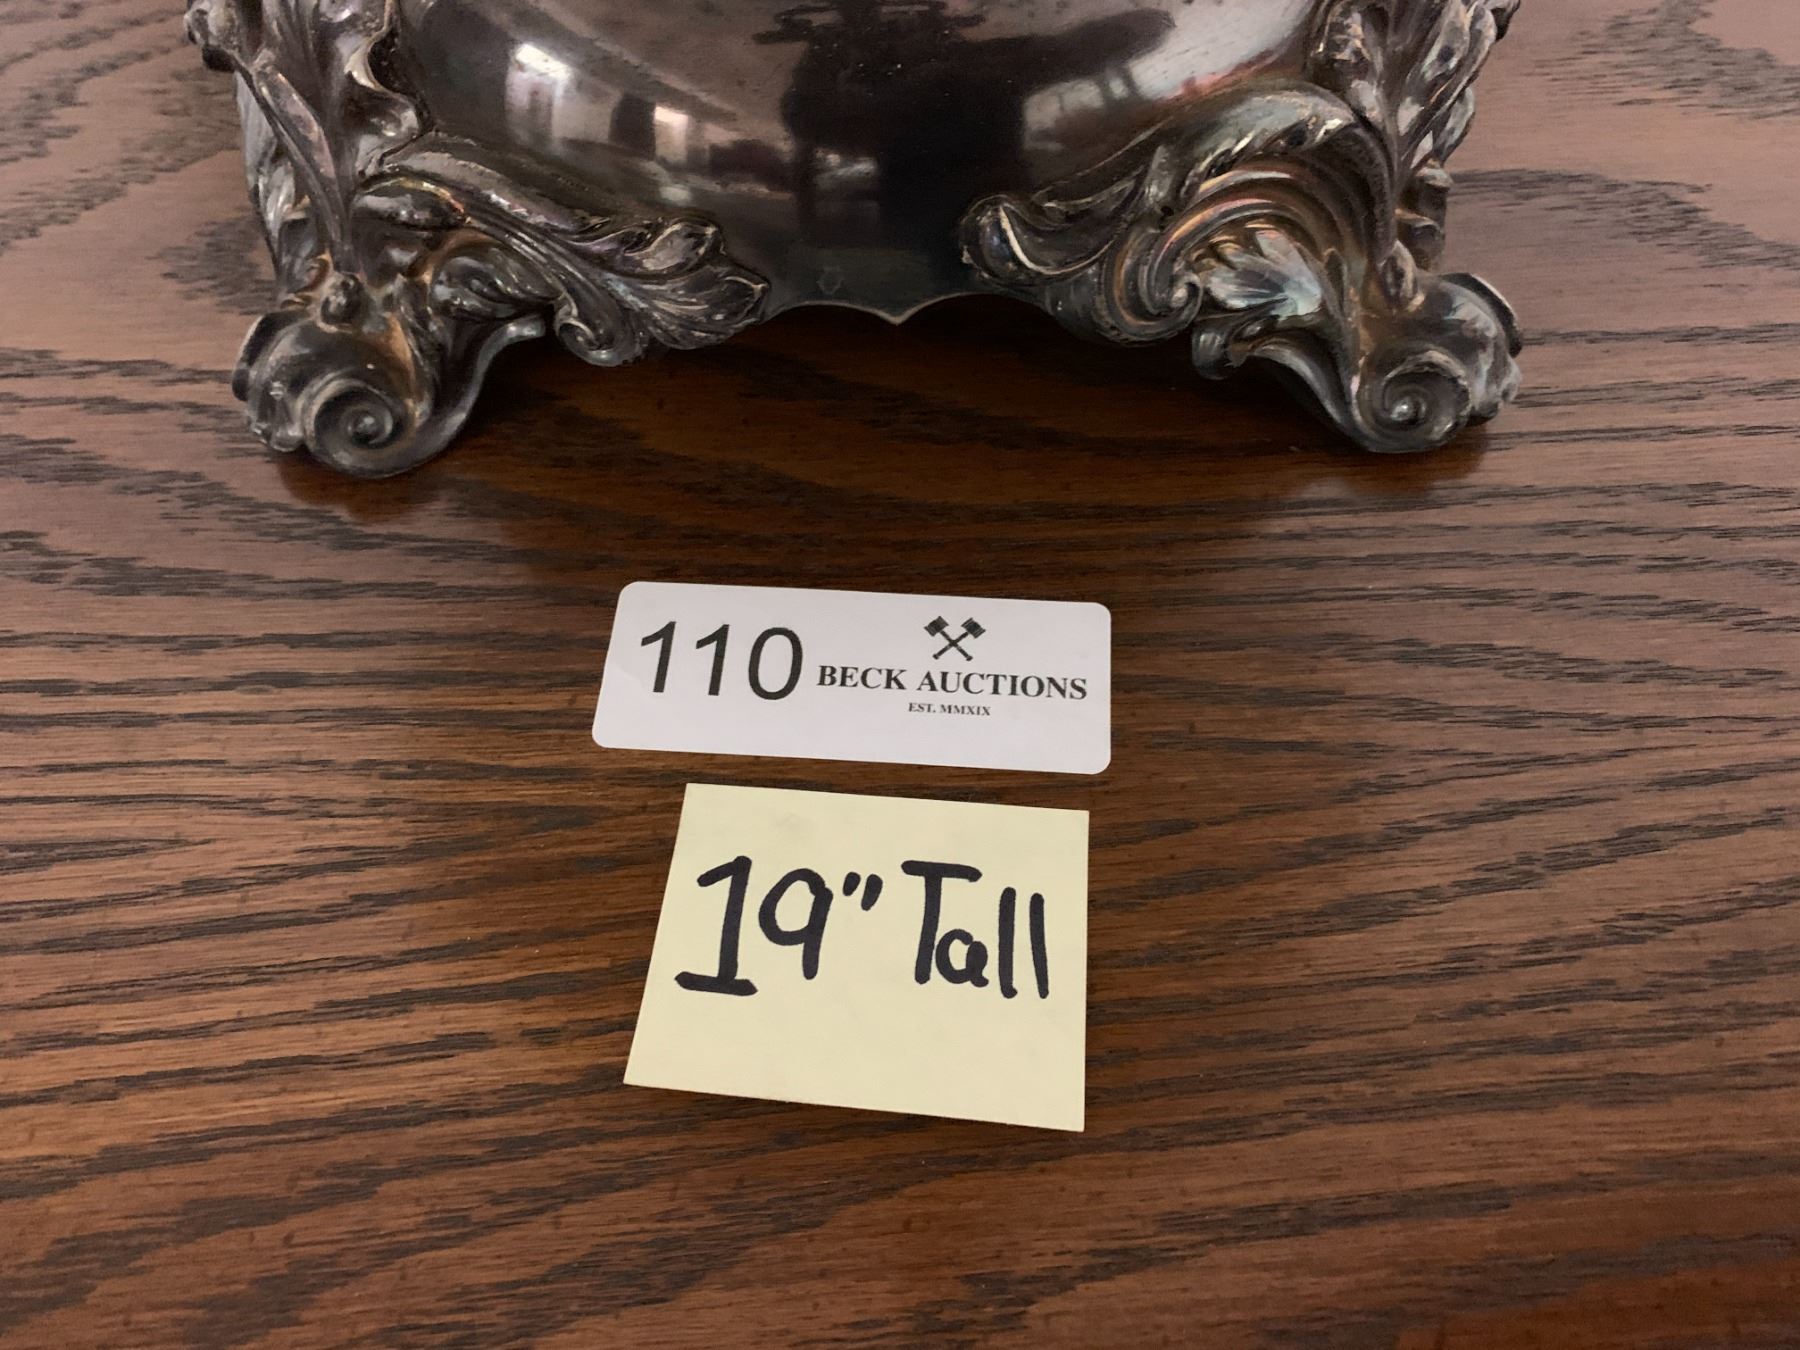 110
BECK AUCTIONS
EST. MMXIX
19" Tall